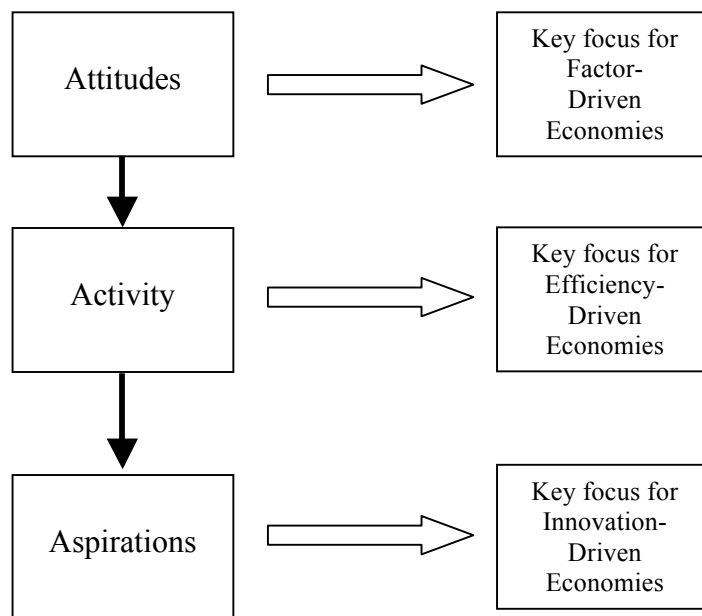 Attitudes
Key focus for
Factor-
Driven
Economies
Activity
Key focus for
Efficiency-
Driven
Economies
Aspirations
Key focus for
Innovation-
Driven
Economies